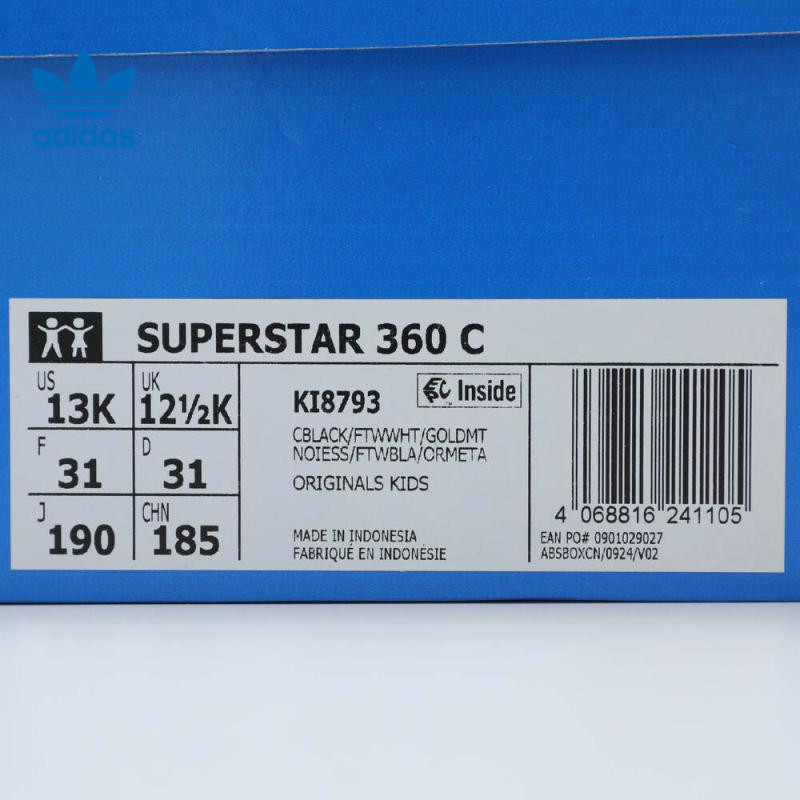 adidas
SUPERSTAR 360 C
US
13K
UK
12½K
F
31
D
31
J
190
CHN
185
KI8793
Inside
CBLACK/FTWWHT/GOLDMT
NOIESS/FTWBLA/ORMETA
ORIGINALS KIDS
MADE IN INDONESIA
FABRIQUÉ EN INDONÉSIE
4 068816 241105
EAN PO# 0901029027
ABSBOXCN/0924/V02